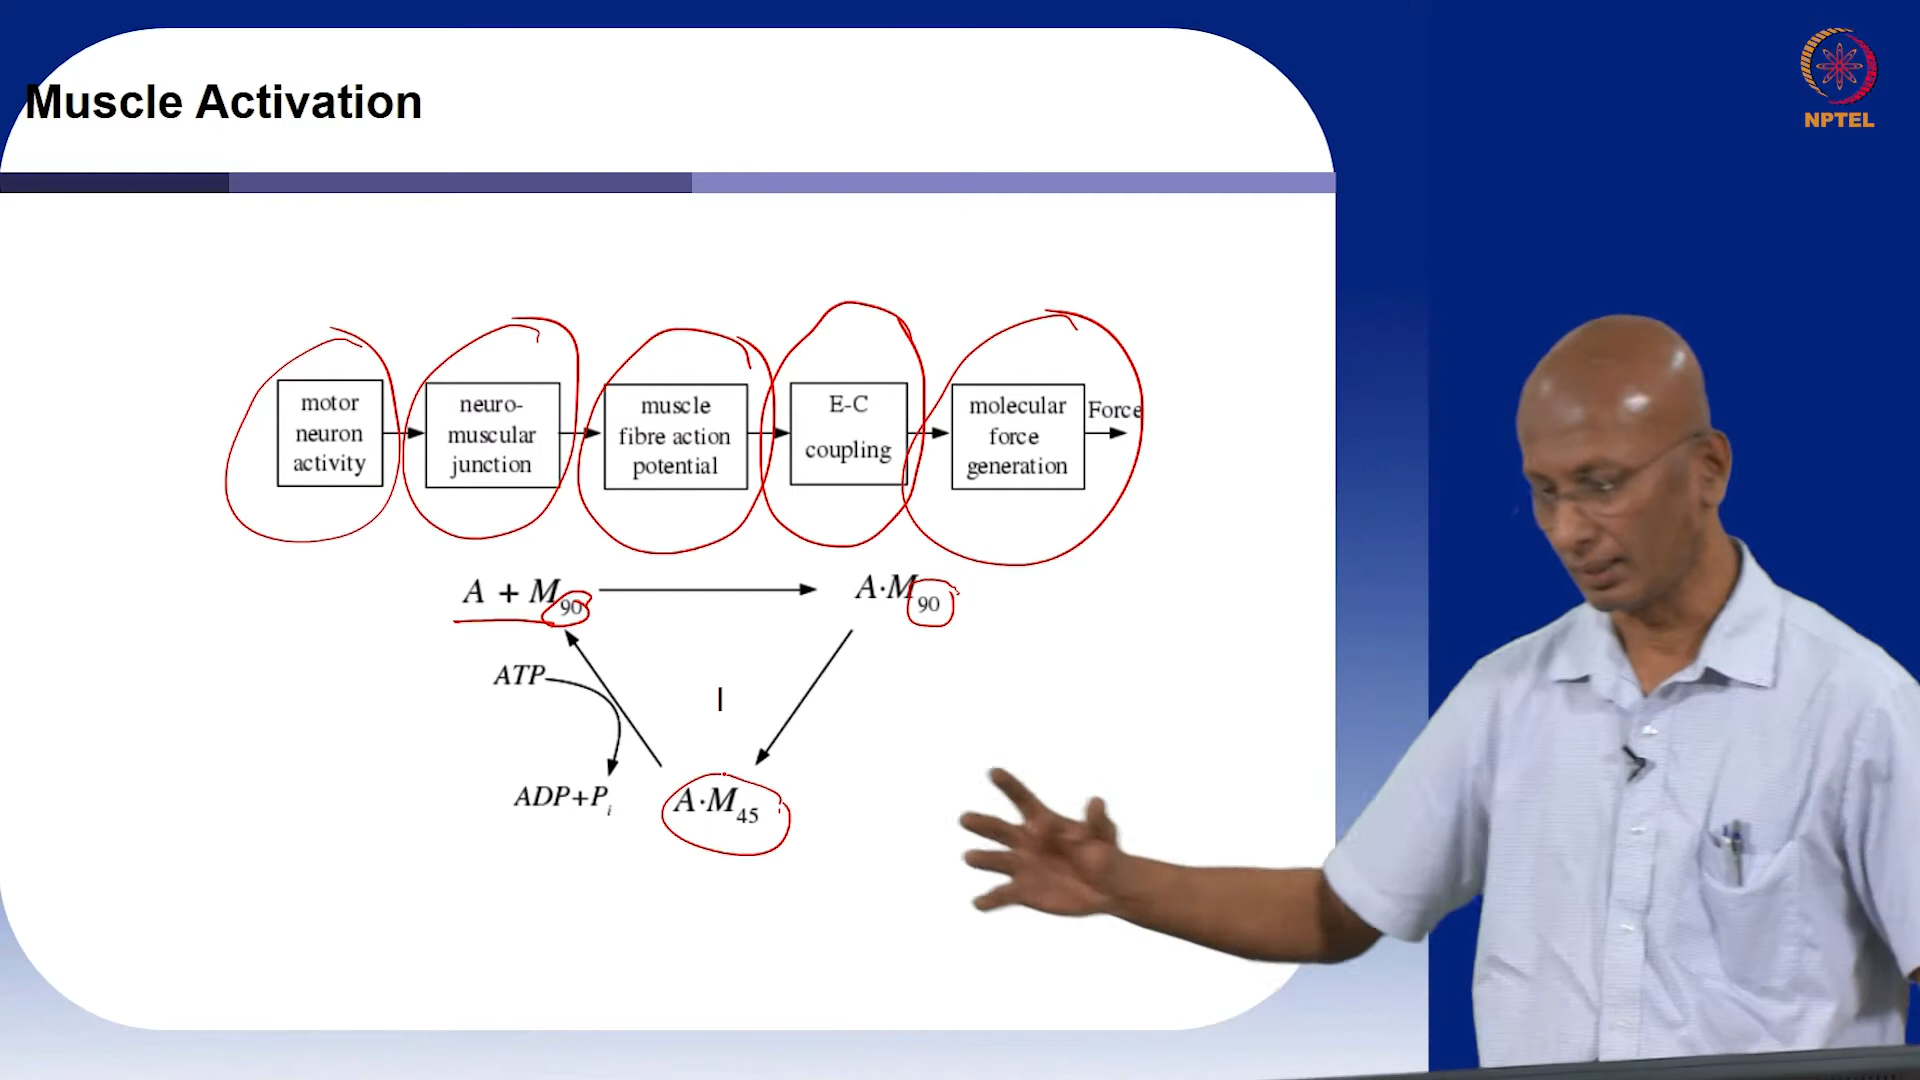 Muscle Activation
NPTEL
motor
neuron
activity
neuro-
muscular
junction
muscle
fibre action
potential
E-C
coupling
molecular
force
generation
Force
A + M90
A·M90
ATP
ADP+Pi
A·M45